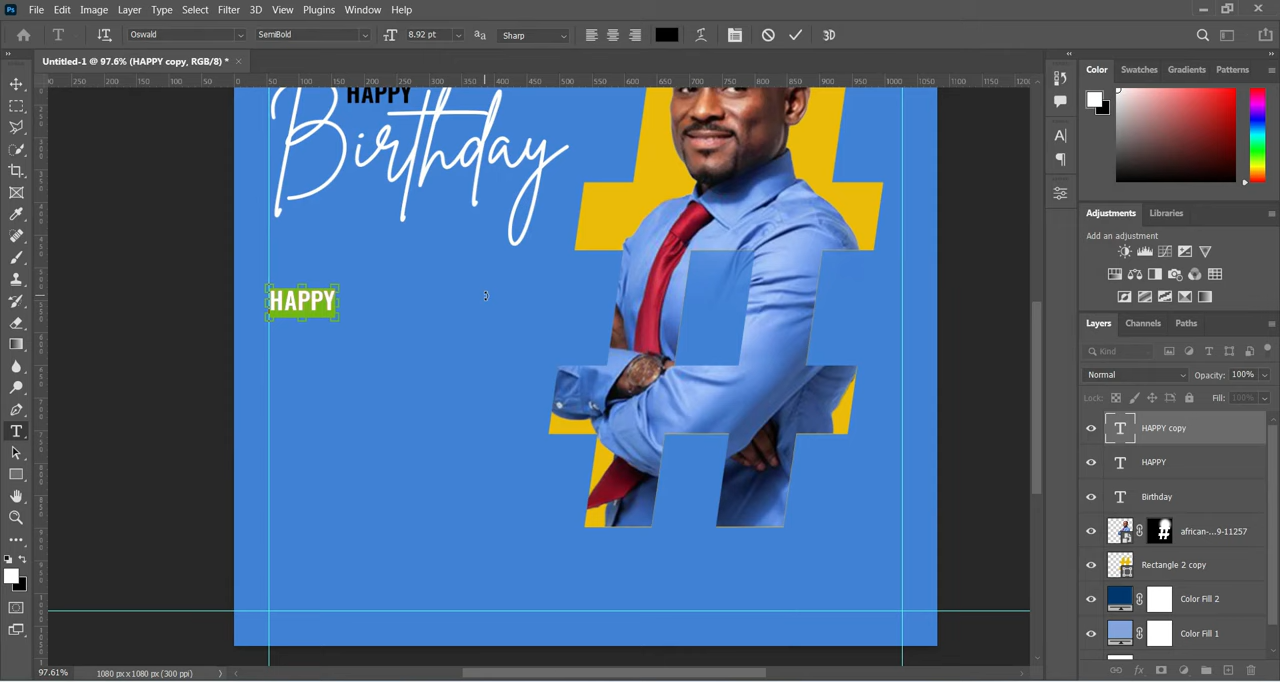 Ps File Edit Image Layer Type Select Filter 3D View Plugins Window Help
T Oswald SemiBold 8.92 pt Sharp 3D
Untitled-1 @ 97.6% (HAPPY copy, RGB/8) * ×
Color Swatches Gradients Patterns
HAPPY
Birthday
HAPPY
Adjustments Libraries
Add an adjustment
Layers Channels Paths
Kind
Normal Opacity: 100%
Lock: Fill: 100%
T HAPPY copy
T HAPPY
T Birthday
african-...9-11257
Rectangle 2 copy
Color Fill 2
Color Fill 1
97.61% 1080 px x 1080 px (300 ppi)